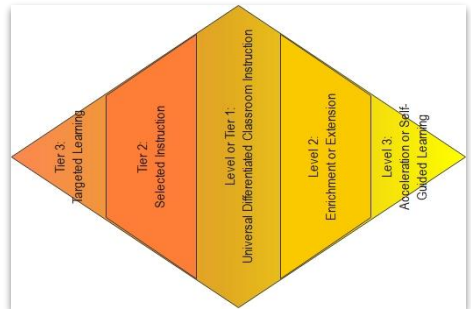 Tier 3:
Targeted Learning
Tier 2:
Selected Instruction
Level or Tier 1:
Universal Differentiated Classroom Instruction
Level 2:
Enrichment or Extension
Level 3:
Acceleration or Self-
Guided Learning